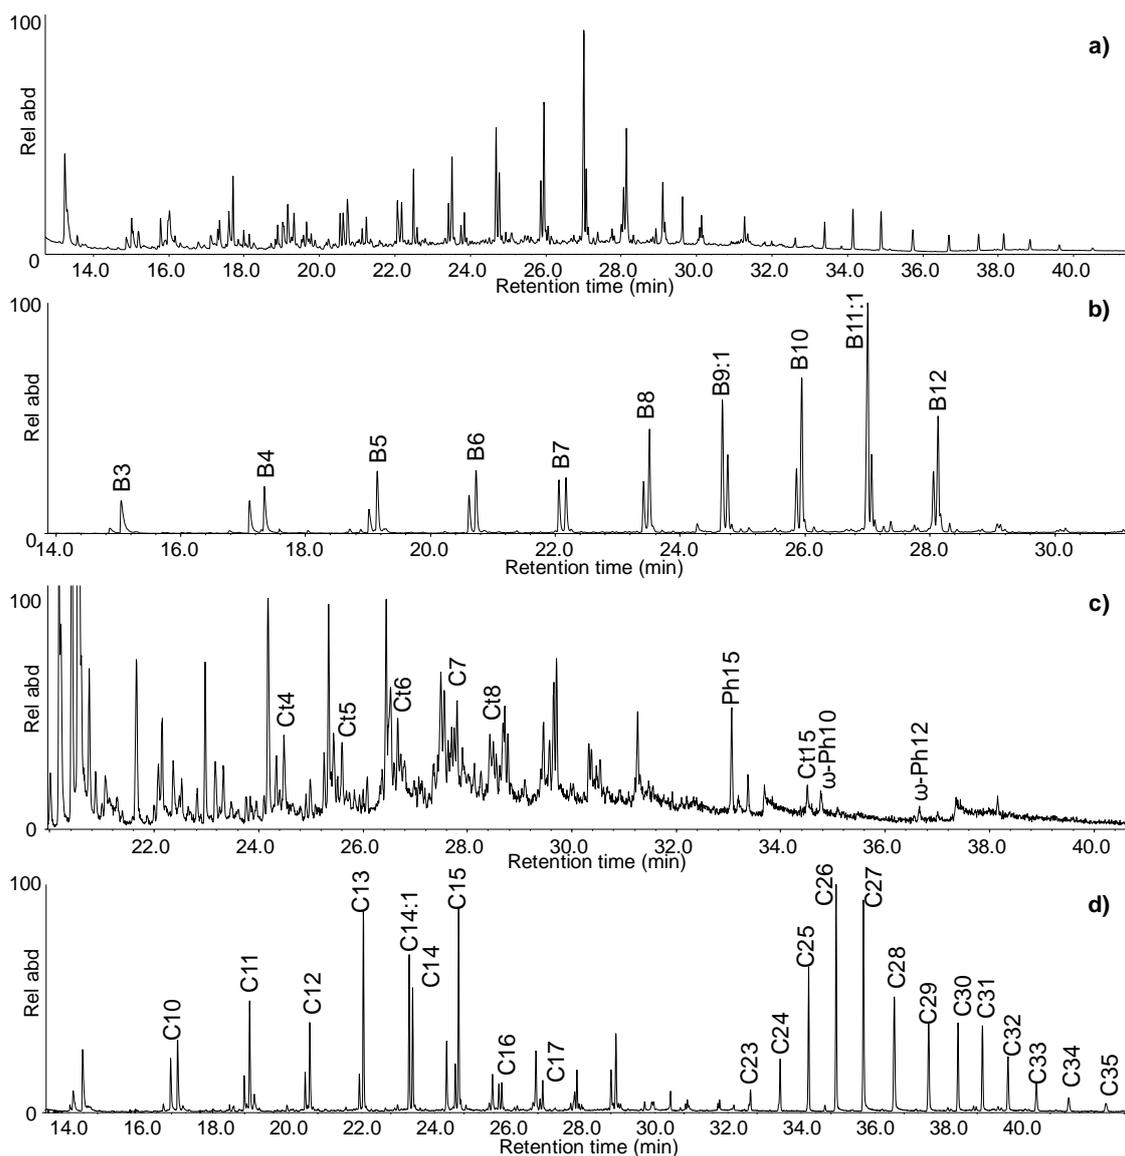 100
a)
Rel abd
0
14.0 16.0 18.0 20.0 22.0 24.0 26.0 28.0 30.0 32.0 34.0 36.0 38.0 40.0
Retention time (min)
100
b)
Rel abd
B3 B4 B5 B6 B7 B8 B9:1 B10 B11:1 B12
0
14.0 16.0 18.0 20.0 22.0 24.0 26.0 28.0 30.0
Retention time (min)
100
c)
Rel abd
Ct4 Ct5 Ct6 C7 Ct8 Ph15 Ct15 ω-Ph10 ω-Ph12
0
22.0 24.0 26.0 28.0 30.0 32.0 34.0 36.0 38.0 40.0
Retention time (min)
100
d)
Rel abd
C10 C11 C12 C13 C14:1 C14 C15 C16 C17 C23 C24 C25 C26 C27 C28 C29 C30 C31 C32 C33 C34 C35
0
14.0 16.0 18.0 20.0 22.0 24.0 26.0 28.0 30.0 32.0 34.0 36.0 38.0 40.0
Retention time (min)